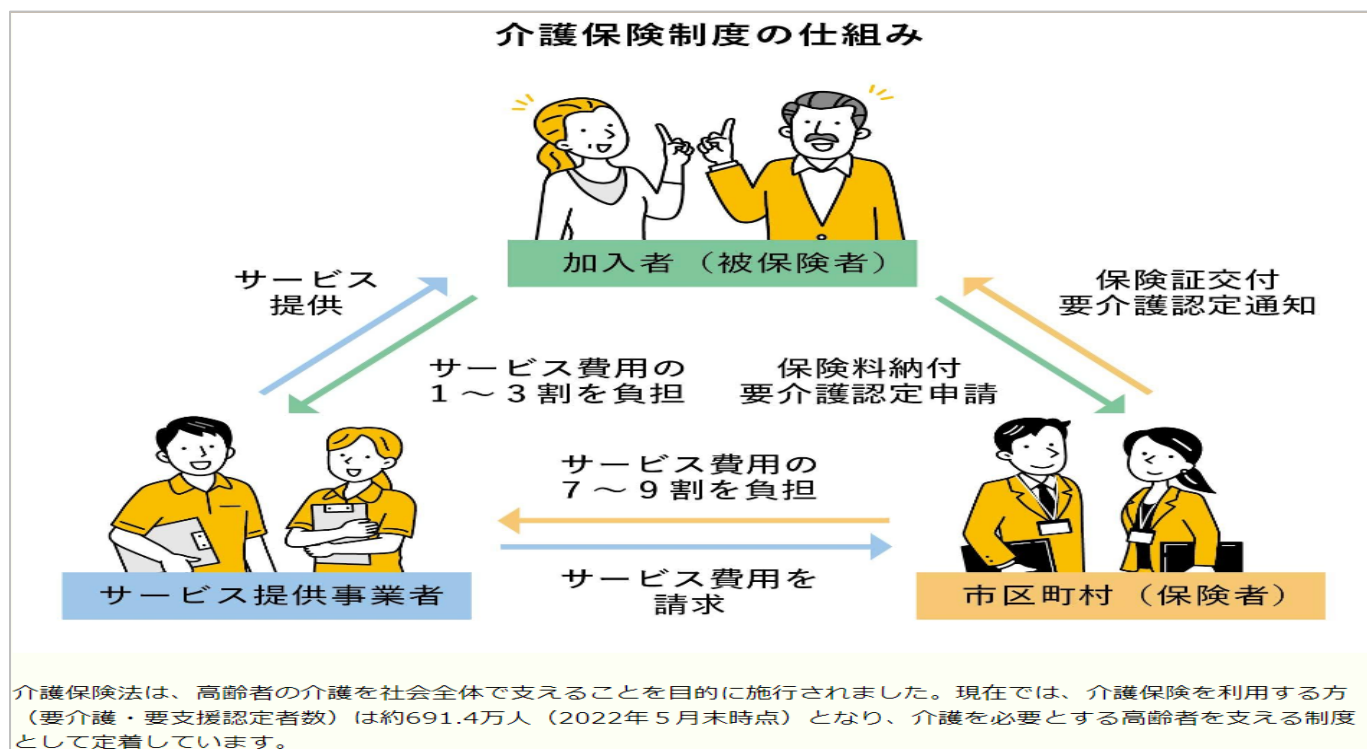 介護保険制度の仕組み
加入者（被保険者）
サービス
提供
保険証交付
要介護認定通知
サービス費用の
１～３割を負担
保険料納付
要介護認定申請
サービス費用の
７～９割を負担
サービス費用を
請求
サービス提供事業者
市区町村（保険者）
介護保険法は、高齢者の介護を社会全体で支えることを目的に施行されました。現在では、介護保険を利用する方
（要介護・要支援認定者数）は約691.4万人（2022年５月末時点）となり、介護を必要とする高齢者を支える制度
として定着しています。